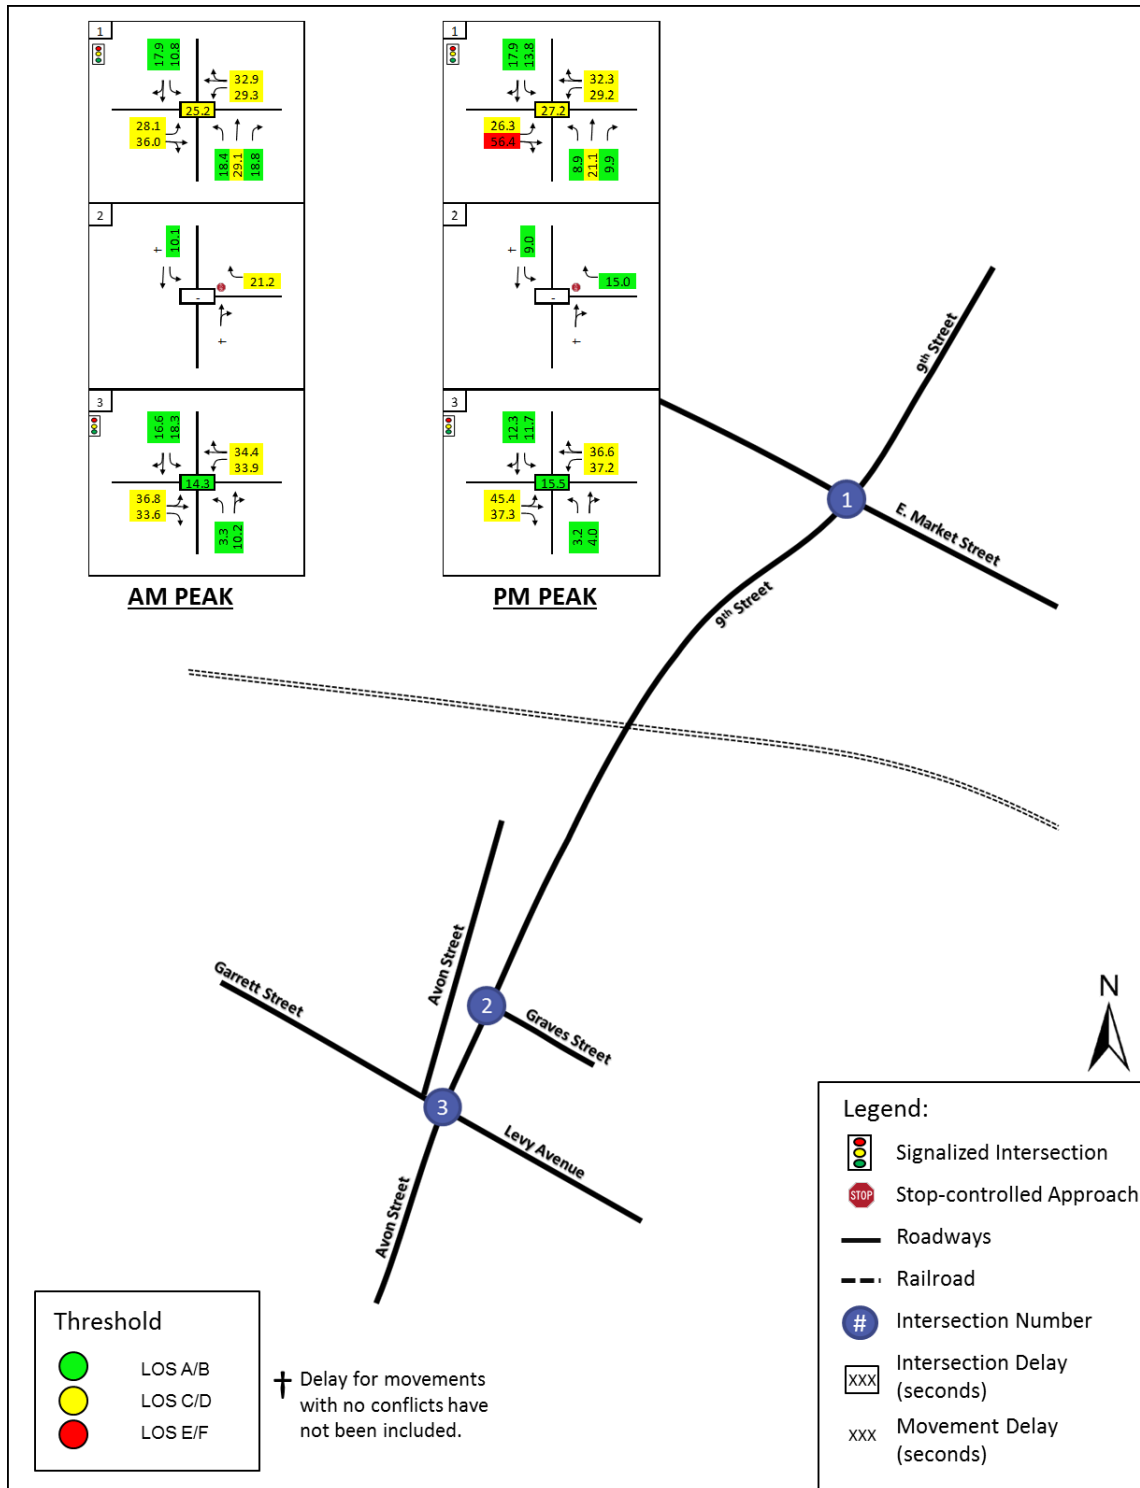 1
17.9
10.8
32.9
29.3
25.2
28.1
36.0
18.4
29.1
18.8
2
†
10.1
21.2
-
†
3
16.6
18.3
34.4
33.9
14.3
36.8
33.6
3.3
10.2
AM PEAK
1
17.9
13.8
32.3
29.2
27.2
26.3
56.4
8.9
21.1
9.9
2
†
9.0
15.0
-
†
3
12.3
11.7
36.6
37.2
15.5
45.4
37.3
3.2
4.0
PM PEAK
9th Street
1
E. Market Street
9th Street
Avon Street
Garrett Street
2
Graves Street
3
Levy Avenue
Avon Street
N
Legend:
Signalized Intersection
STOP Stop-controlled Approach
Roadways
Railroad
# Intersection Number
XXX Intersection Delay
(seconds)
XXX Movement Delay
(seconds)
Threshold
LOS A/B
LOS C/D
LOS E/F
† Delay for movements
with no conflicts have
not been included.